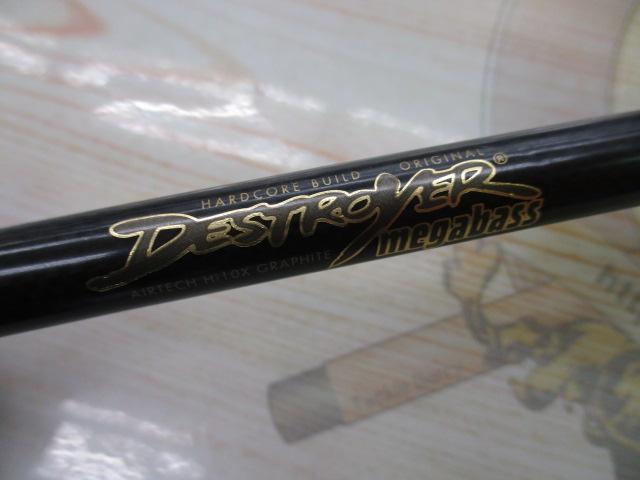 HARDCORE BUILD ORIGINAL
DESTROYER®
megabass
AIRTECH Hi10X GRAPHITE